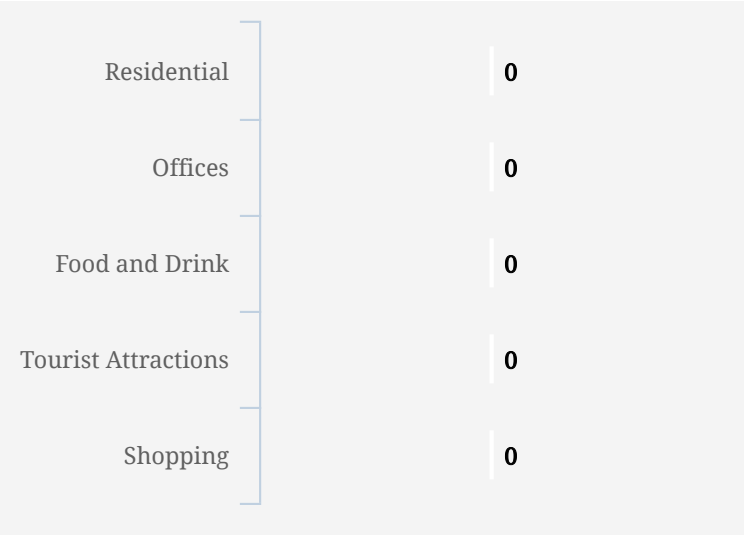 Residential 0
Offices 0
Food and Drink 0
Tourist Attractions 0
Shopping 0